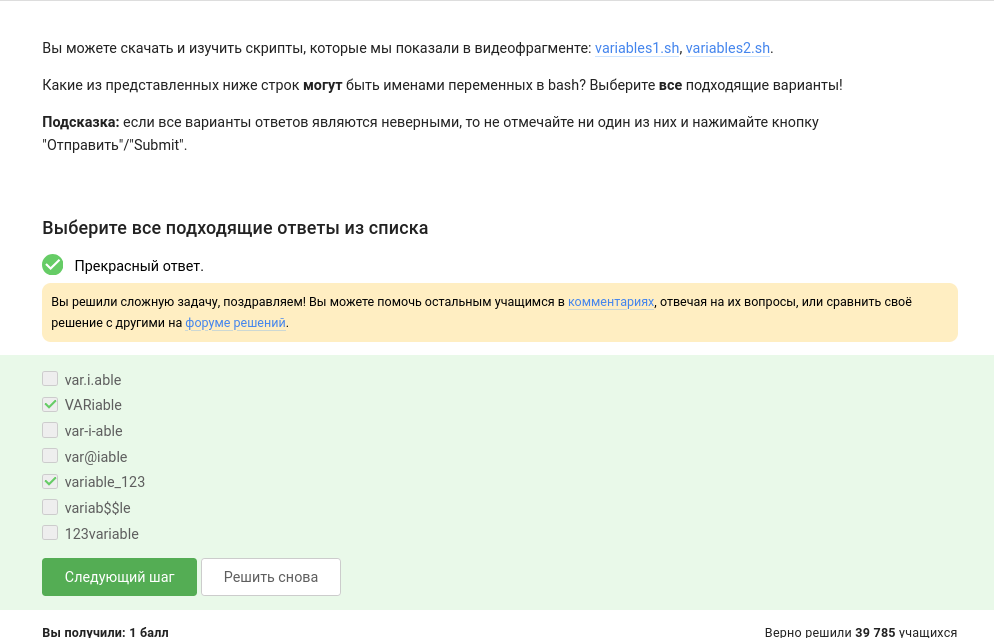 Вы можете скачать и изучить скрипты, которые мы показали в видеофрагменте: variables1.sh, variables2.sh.
Какие из представленных ниже строк могут быть именами переменных в bash? Выберите все подходящие варианты!
Подсказка: если все варианты ответов являются неверными, то не отмечайте ни один из них и нажимайте кнопку
"Отправить"/"Submit".
Выберите все подходящие ответы из списка
Прекрасный ответ.
Вы решили сложную задачу, поздравляем! Вы можете помочь остальным учащимся в комментариях, отвечая на их вопросы, или сравнить своё
решение с другими на форуме решений.
var.i.able
VARiable
var-i-able
var@iable
variable_123
variab$$le
123variable
Следующий шаг Решить снова
Вы получили: 1 балл Верно решили 39 785 учащихся